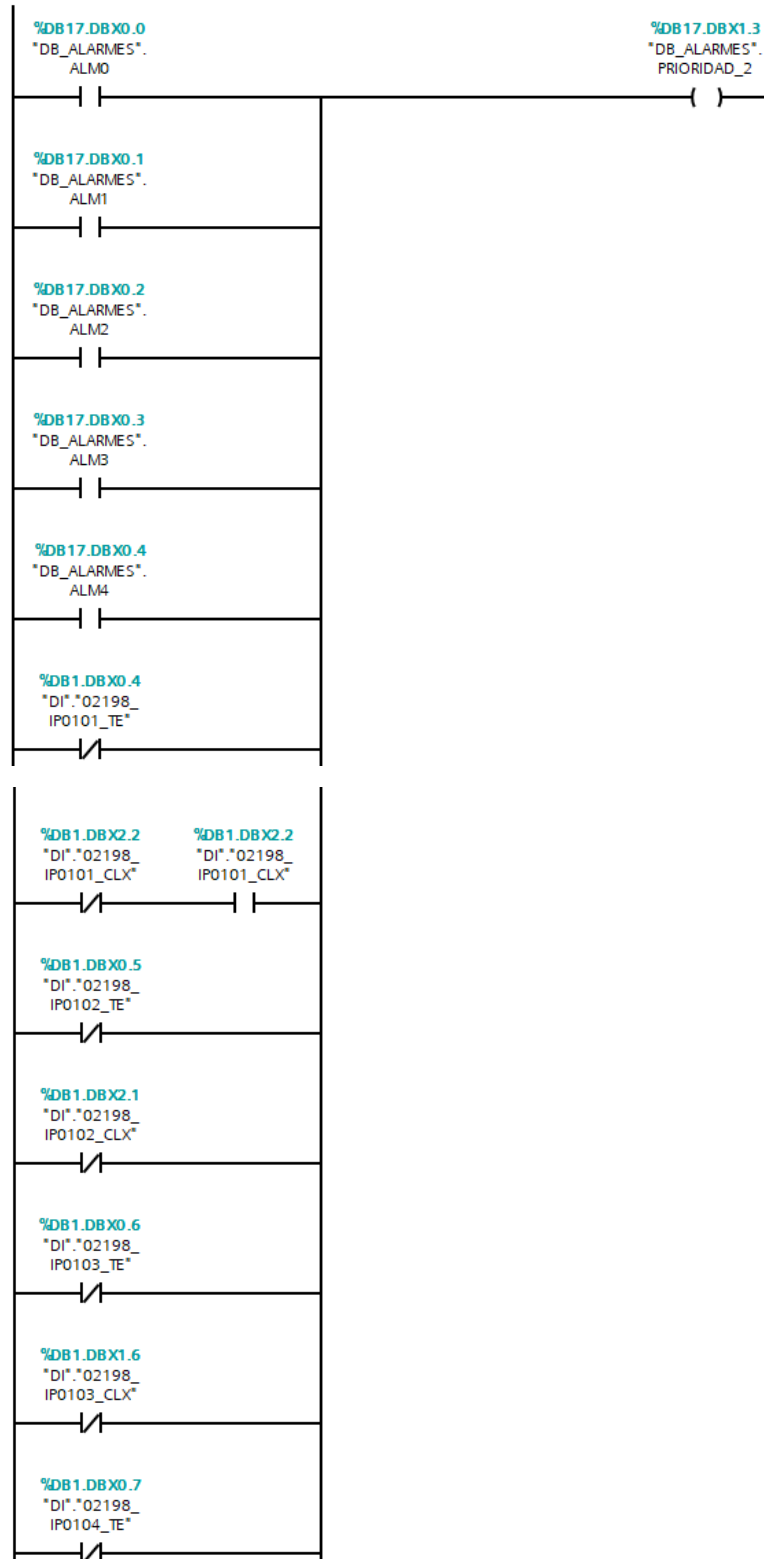 %DB17.DBX0.0
"DB_ALARMES".
ALM0
%DB17.DBX1.3
"DB_ALARMES".
PRIORIDAD_2
%DB17.DBX0.1
"DB_ALARMES".
ALM1
%DB17.DBX0.2
"DB_ALARMES".
ALM2
%DB17.DBX0.3
"DB_ALARMES".
ALM3
%DB17.DBX0.4
"DB_ALARMES".
ALM4
%DB1.DBX0.4
"DI"."02198_
IP0101_TE"
%DB1.DBX2.2
"DI"."02198_
IP0101_CLX"
%DB1.DBX2.2
"DI"."02198_
IP0101_CLX"
%DB1.DBX0.5
"DI"."02198_
IP0102_TE"
%DB1.DBX2.1
"DI"."02198_
IP0102_CLX"
%DB1.DBX0.6
"DI"."02198_
IP0103_TE"
%DB1.DBX1.6
"DI"."02198_
IP0103_CLX"
%DB1.DBX0.7
"DI"."02198_
IP0104_TE"